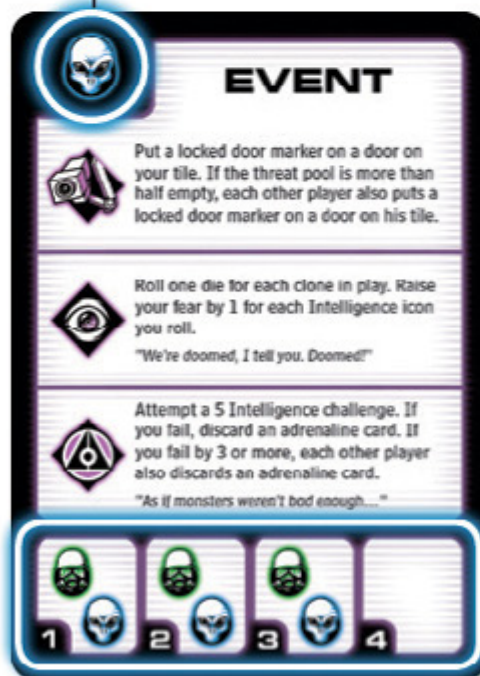 EVENT
Put a locked door marker on a door on
your tile. If the threat pool is more than
half empty, each other player also puts a
locked door marker on a door on his tile.
Roll one die for each clone in play. Raise
your fear by 1 for each Intelligence icon
you roll.
"We're doomed, I tell you. Doomed!"
Attempt a 5 Intelligence challenge. If
you fail, discard an adrenaline card. If
you fail by 3 or more, each other player
also discards an adrenaline card.
"As if monsters weren't bad enough...."
1 2 3 4